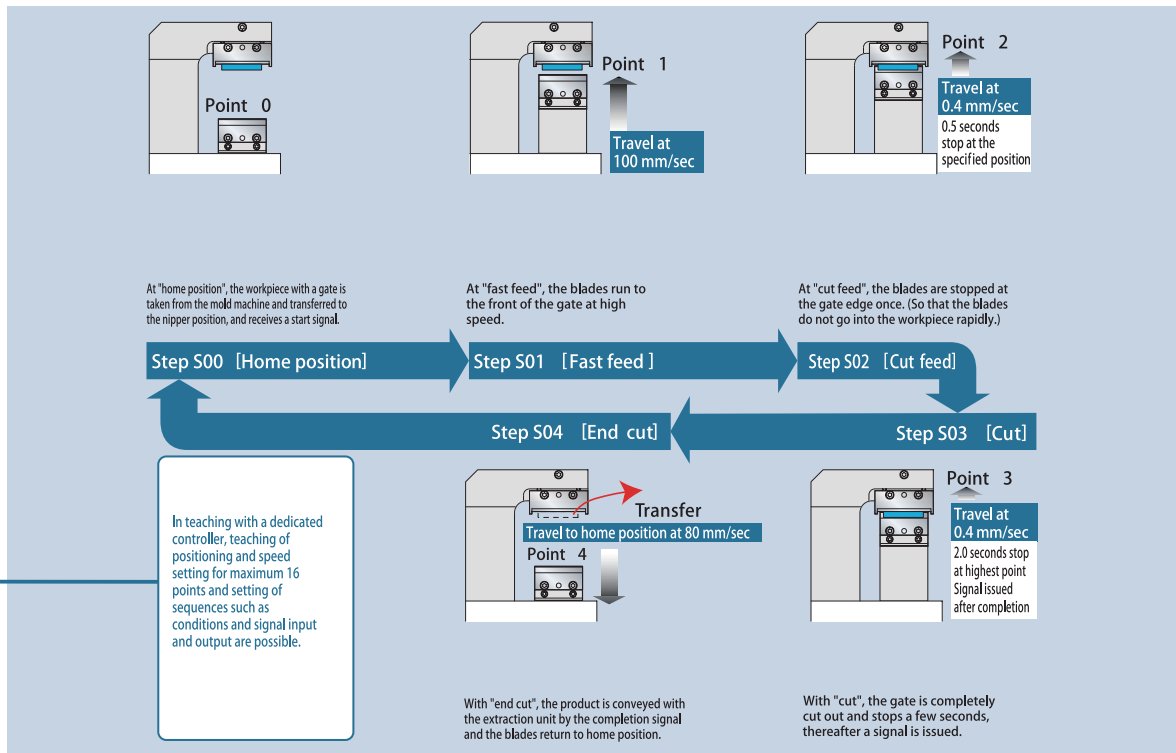 Point 0
Point 1
Travel at
100 mm/sec
Point 2
Travel at
0.4 mm/sec
0.5 seconds
stop at the
specified position
At "home position", the workpiece with a gate is
taken from the mold machine and transferred to
the nipper position, and receives a start signal.
At "fast feed", the blades run to
the front of the gate at high
speed.
At "cut feed", the blades are stopped at
the gate edge once. (So that the blades
do not go into the workpiece rapidly.)
Step S00 [Home position]
Step S01 [Fast feed ]
Step S02 [Cut feed]
Step S03 [Cut]
Step S04 [End cut]
In teaching with a dedicated
controller, teaching of
positioning and speed
setting for maximum 16
points and setting of
sequences such as
conditions and signal input
and output are possible.
Transfer
Travel to home position at 80 mm/sec
Point 4
Point 3
Travel at
0.4 mm/sec
2.0 seconds stop
at highest point
Signal issued
after completion
With "end cut", the product is conveyed with
the extraction unit by the completion signal
and the blades return to home position.
With "cut", the gate is completely
cut out and stops a few seconds,
thereafter a signal is issued.